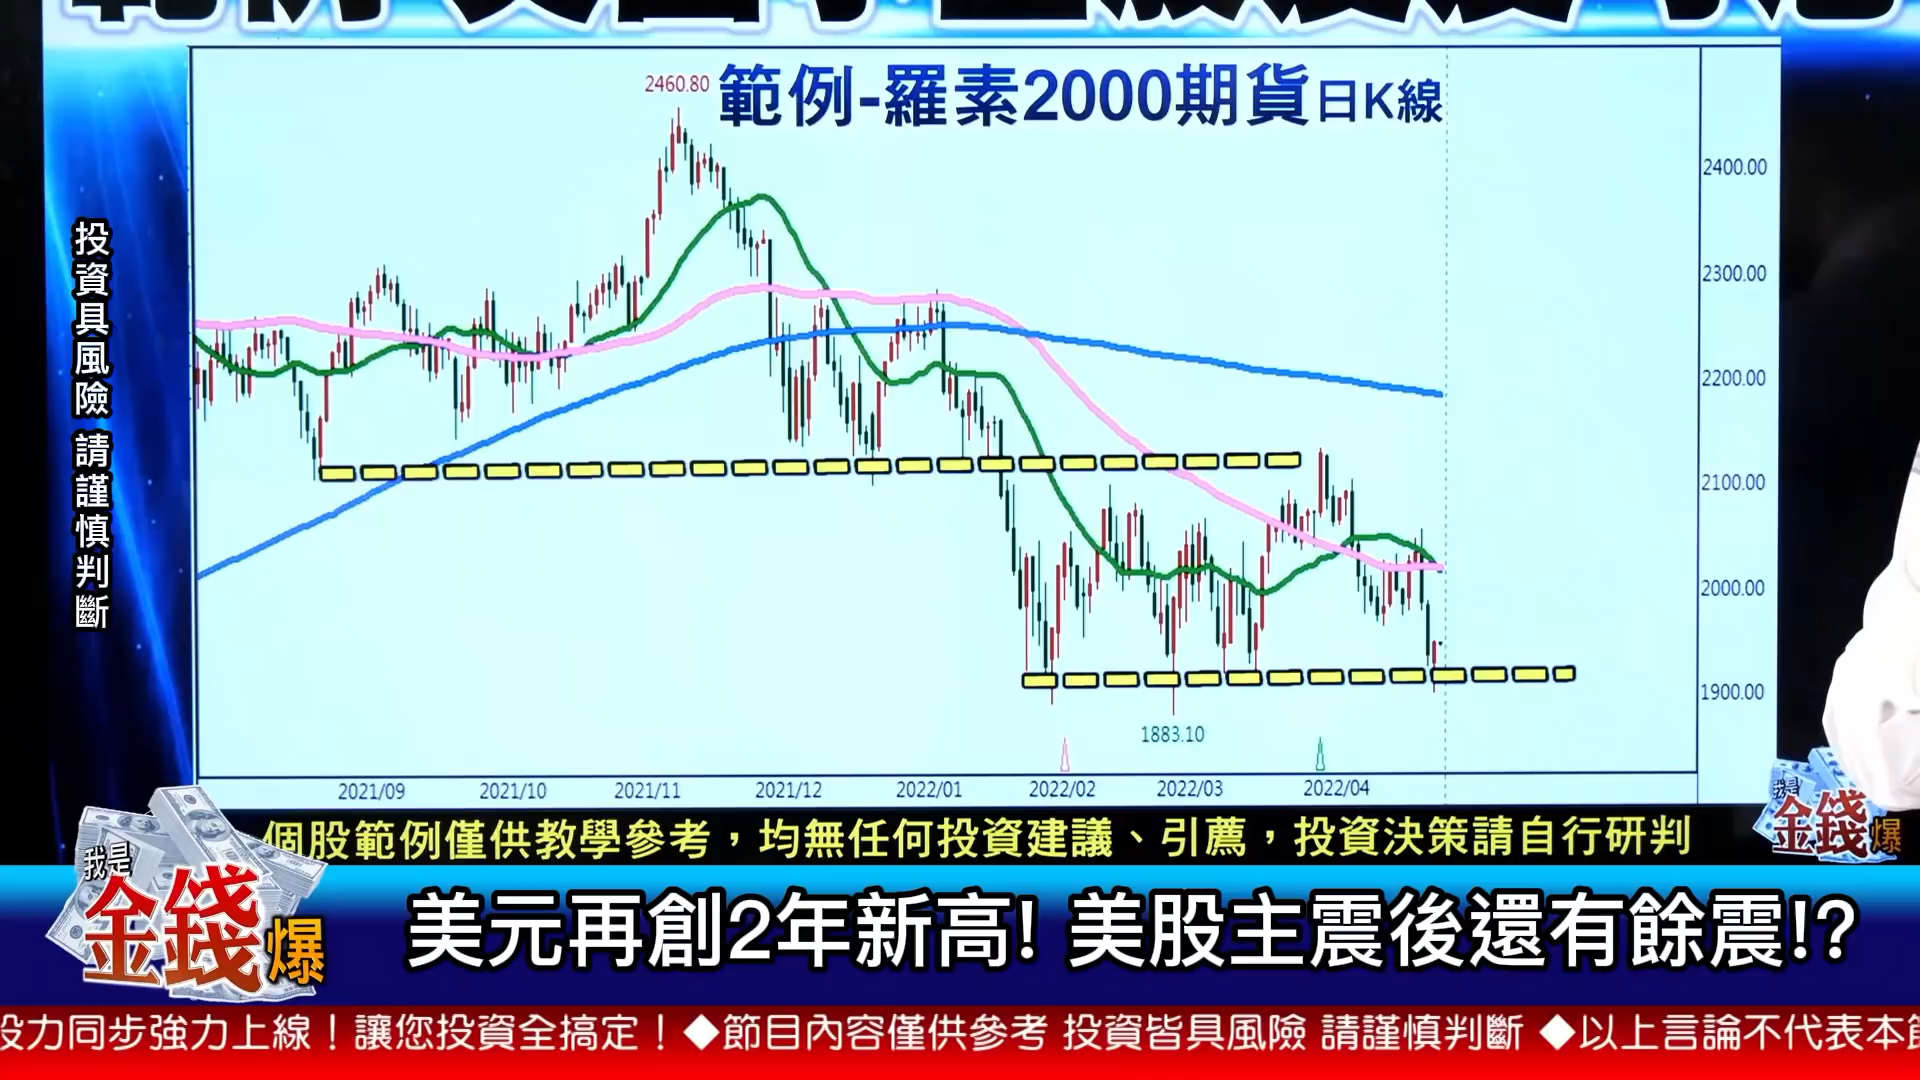 2460.80
範例-羅素2000期貨日K線
2400.00
2300.00
2200.00
2100.00
2000.00
1900.00
1883.10
2021/09
2021/10
2021/11
2021/12
2022/01
2022/02
2022/03
2022/04
投資具風險 請謹慎判斷
個股範例僅供教學參考，均無任何投資建議、引薦，投資決策請自行研判
我是
金錢爆
我是
金錢爆
美元再創2年新高! 美股主震後還有餘震!?
投力同步強力上線！讓您投資全搞定！◆節目內容僅供參考 投資皆具風險 請謹慎判斷 ◆以上言論不代表本節